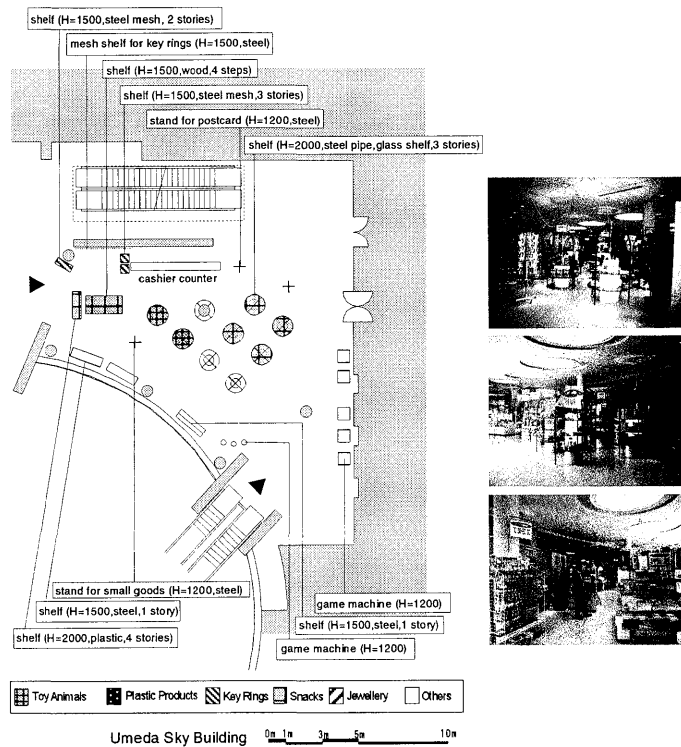 shelf (H=1500,steel mesh, 2 stories)
mesh shelf for key rings (H=1500,steel)
shelf (H=1500,wood,4 steps)
shelf (H=1500,steel mesh,3 stories)
stand for postcard (H=1200,steel)
shelf (H=2000,steel pipe,glass shelf,3 stories)
cashier counter
stand for small goods (H=1200,steel)
shelf (H=1500,steel,1 story)
shelf (H=2000,plastic,4 stories)
game machine (H=1200)
shelf (H=1500,steel,1 story)
game machine (H=1200)
Toy Animals Plastic Products Key Rings Snacks Jewellery Others
Umeda Sky Building 0m 1m 3m 5m 10m